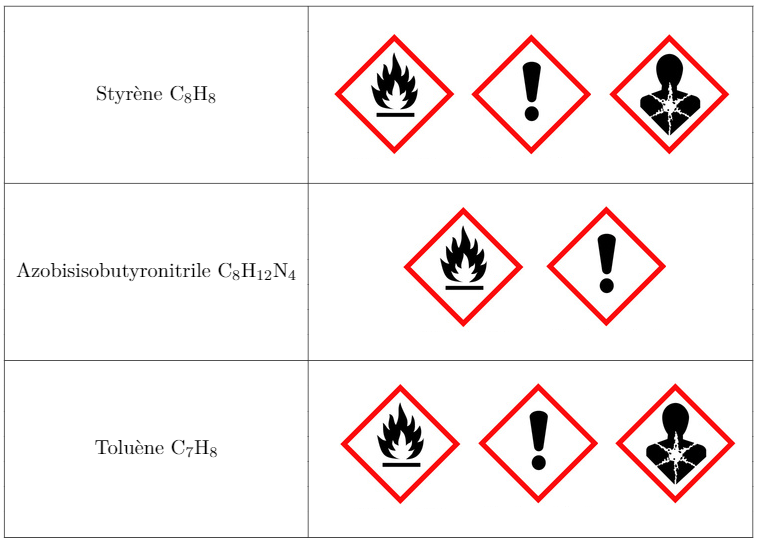 Styrène C₈H₈
Azobisisobutyronitrile C₈H₁₂N₄
Toluène C₇H₈